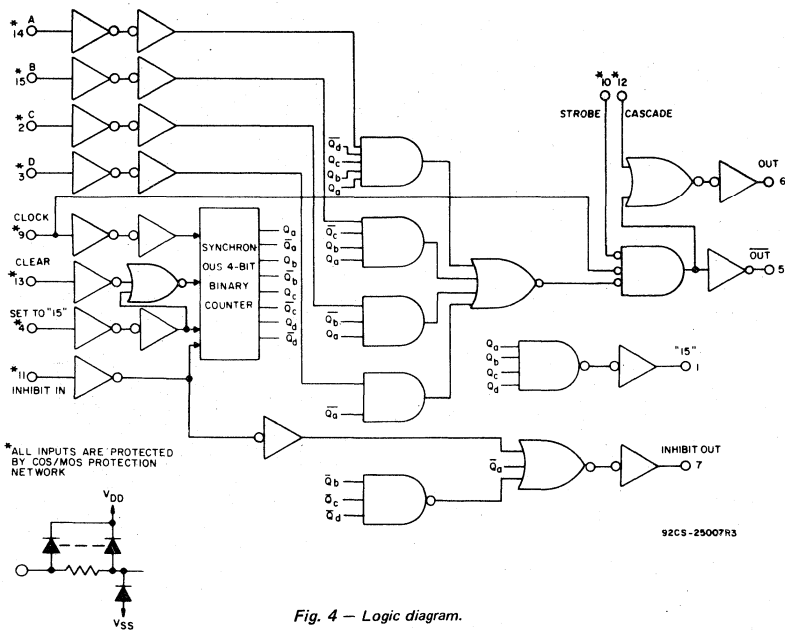 A
*14
B
*15
C
*2
D
*3
CLOCK
*9
CLEAR
*13
SET TO "15"
*4
*11
INHIBIT IN
SYNCHRON
OUS 4-BIT
BINARY
COUNTER
Qa
Q̅a
Qb
Q̅b
Qc
Q̅c
Qd
Q̅d
Q̅d
Qc
Qb
Qa
Q̅c
Qb
Qa
Q̅b
Qa
Q̅a
*10 *12
STROBE CASCADE
OUT
6
O̅U̅T̅
5
Qa
Qb
Qc
Qd
"15"
1
Q̅b
Q̅c
Q̅d
Q̅a
INHIBIT OUT
7
*ALL INPUTS ARE PROTECTED
BY COS/MOS PROTECTION
NETWORK
VDD
VSS
92CS-25007R3
Fig. 4 – Logic diagram.